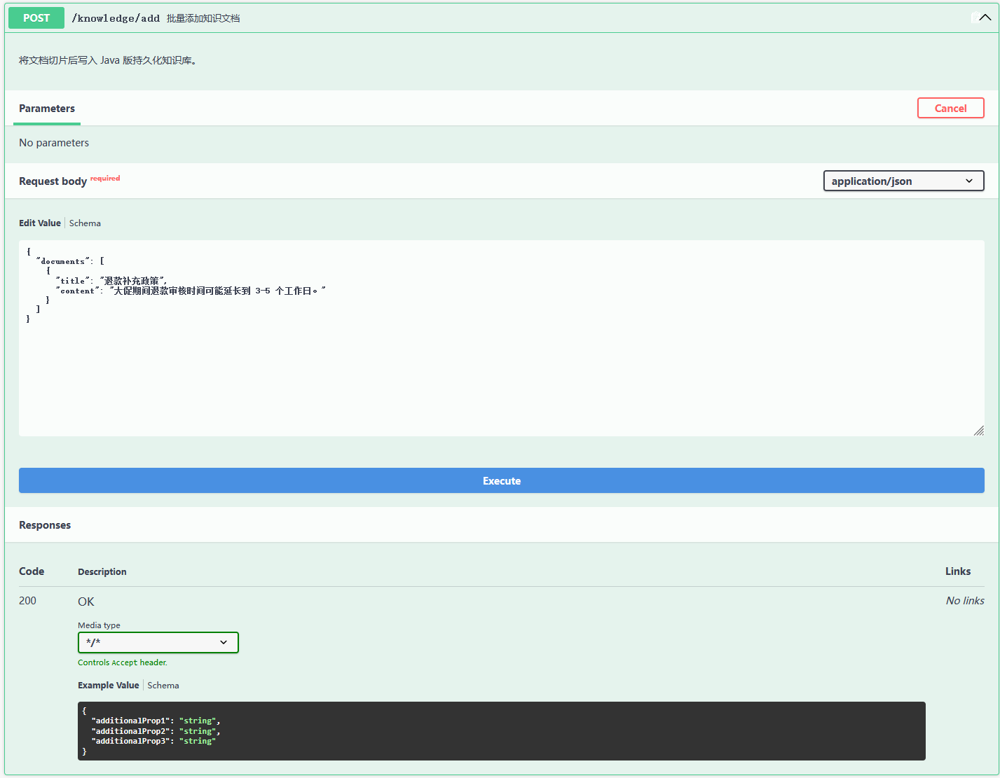 POST /knowledge/add 批量添加知识文档
将文档切片后写入 Java 版持久化知识库。
Parameters
Cancel
No parameters
Request body required
application/json
Edit Value | Schema
{
"documents": [
{
"title": "退款补充政策",
"content": "大促期间退款审核时间可能延长到 3-5 个工作日。"
}
]
}
Execute
Responses
Code Description Links
200 OK No links
Media type
*/*
Controls Accept header.
Example Value | Schema
{
"additionalProp1": "string",
"additionalProp2": "string",
"additionalProp3": "string"
}